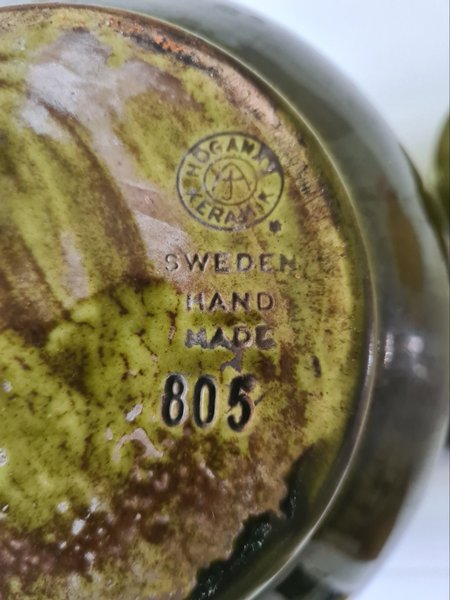 HÖGANÄS
KERAMIK
SWEDEN
HAND
MADE
805